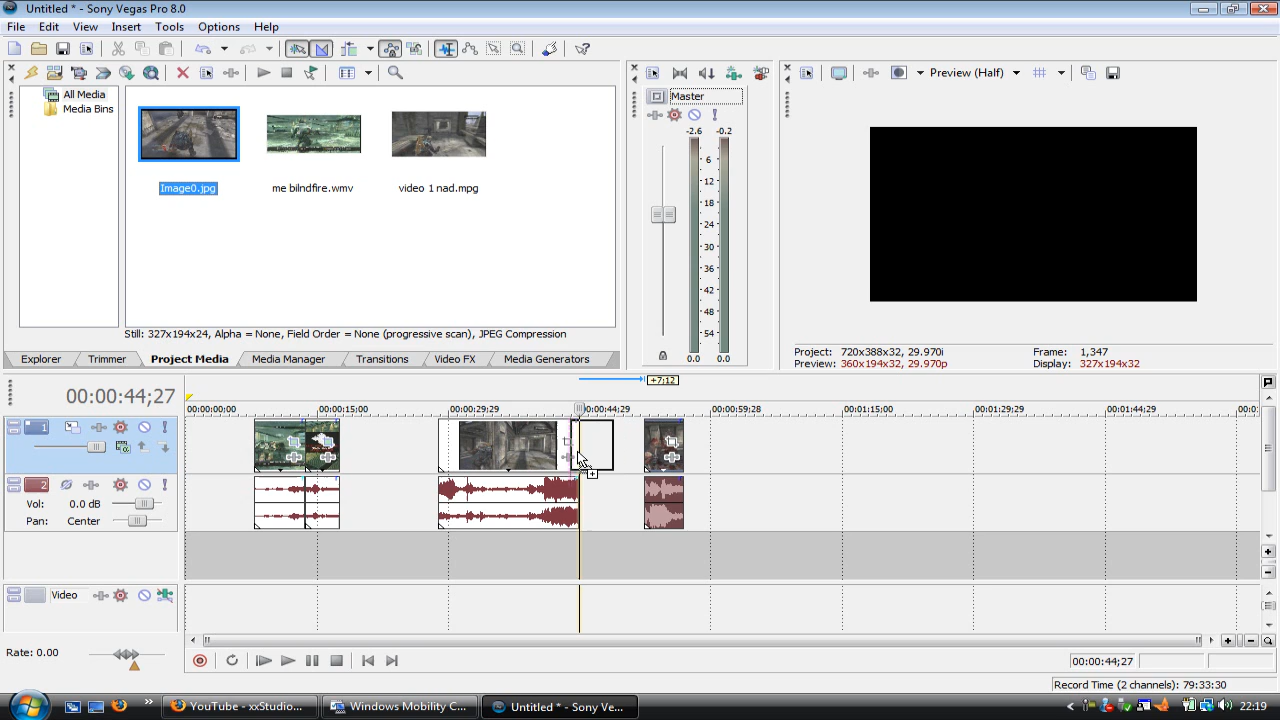 Untitled * - Sony Vegas Pro 8.0
File Edit View Insert Tools Options Help
All Media
Media Bins
Image0.jpg
me bilndfire.wmv
video 1 nad.mpg
Still: 327x194x24, Alpha = None, Field Order = None (progressive scan), JPEG Compression
Explorer Trimmer Project Media Media Manager Transitions Video FX Media Generators
Master
-2.6 -0.2
6
12
18
24
30
36
42
48
54
0.0 0.0
Preview (Half)
Project: 720x388x32, 29.970i
Preview: 360x194x32, 29.970p
Frame: 1,347
Display: 327x194x32
+7;12
00:00:44;27
00:00:00;00 00:00:15;00 00:00:29;29 00:00:44;29 00:00:59;28 00:01:15;00 00:01:29;29 00:01:44;29 00:0
1
2
Vol: 0.0 dB
Pan: Center
Video
Rate: 0.00
00:00:44;27
Record Time (2 channels): 79:33:30
YouTube - xxStudio...
Windows Mobility C...
Untitled * - Sony Ve...
22:19